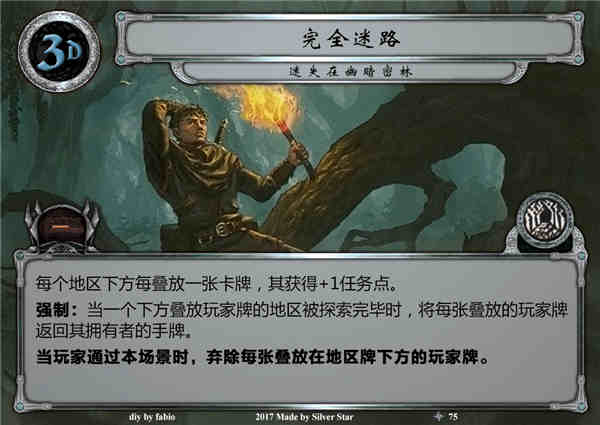 3D
完全迷路
迷失在幽暗密林
每个地区下方每叠放一张卡牌，其获得+1任务点。
强制：当一个下方叠放玩家牌的地区被探索完毕时，将每张叠放的玩家牌
返回其拥有者的手牌。
当玩家通过本场景时，弃除每张叠放在地区牌下方的玩家牌。
diy by fabio 2017 Made by Silver Star 75